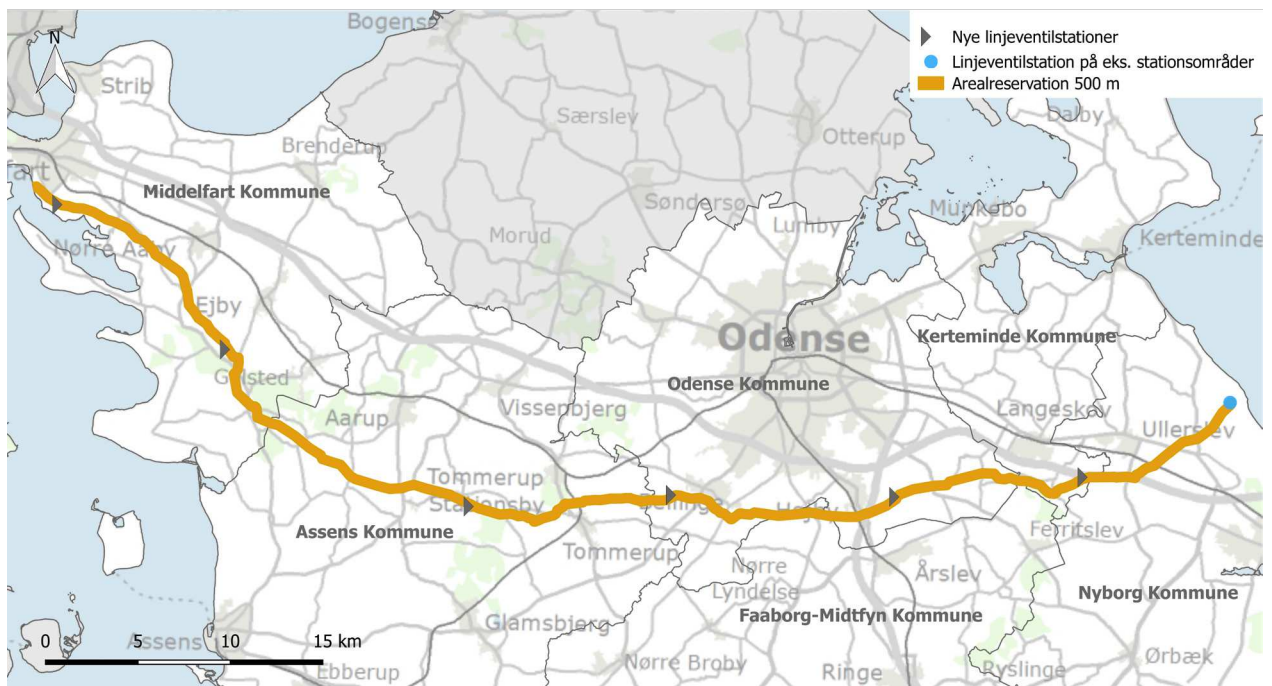 Nye linjeventilstationer
Linjeventilstation på eks. stationsområder
Arealreservation 500 m
N
Bogense
Strib
Særslev
Otterup
Dalby
Brenderup
Middelfart Kommune
Søndersø
Munkebo
Lumby
Morud
Kerteminde
Nørre Aaby
Ejby
Odense
Kerteminde Kommune
Odense Kommune
Gelsted
Aarup
Vissenbjerg
Langeskov
Ullerslev
Tommerup
Stationsby
Bellinge
Højby
Assens Kommune
Ferritslev
Tommerup
Nørre
Lyndelse
Årslev
Nyborg Kommune
Faaborg-Midtfyn Kommune
Glamsbjerg
0 5 10 15 km
Assens
Ebberup
Nørre Broby
Ringe
Ryslinge
Ørbæk